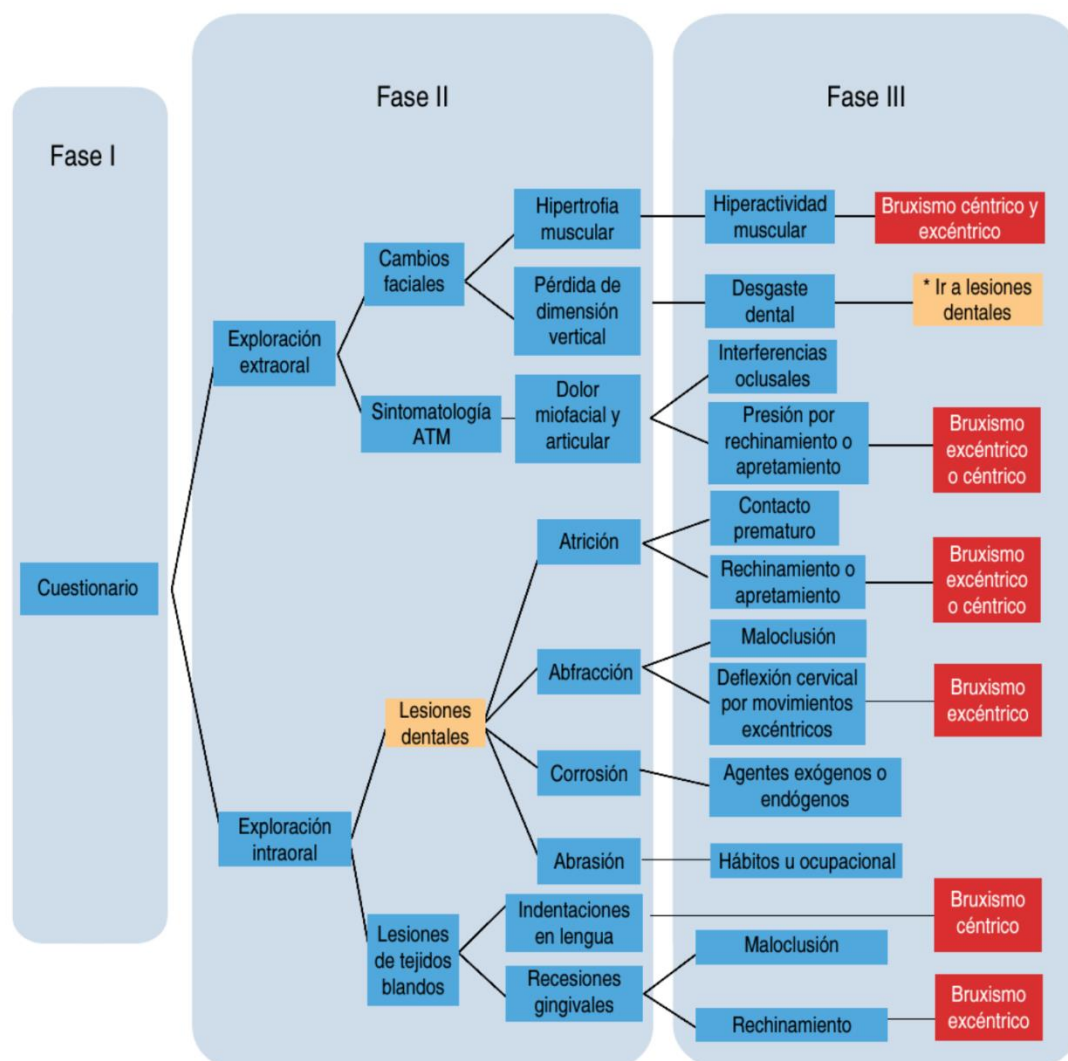 Fase I
Cuestionario
Fase II
Exploración
extraoral
Cambios
faciales
Hipertrofia
muscular
Pérdida de
dimensión
vertical
Sintomatología
ATM
Dolor
miofacial y
articular
Exploración
intraoral
Lesiones
dentales
Atrición
Abfracción
Corrosión
Abrasión
Lesiones
de tejidos
blandos
Indentaciones
en lengua
Recesiones
gingivales
Fase III
Hiperactividad
muscular
Bruxismo céntrico y
excéntrico
Desgaste
dental
* Ir a lesiones
dentales
Interferencias
oclusales
Presión por
rechinamiento o
apretamiento
Bruxismo
excéntrico
o céntrico
Contacto
prematuro
Rechinamiento o
apretamiento
Bruxismo
excéntrico
o céntrico
Maloclusión
Deflexión cervical
por movimientos
excéntricos
Bruxismo
excéntrico
Agentes exógenos o
endógenos
Hábitos u ocupacional
Bruxismo
céntrico
Maloclusión
Rechinamiento
Bruxismo
excéntrico